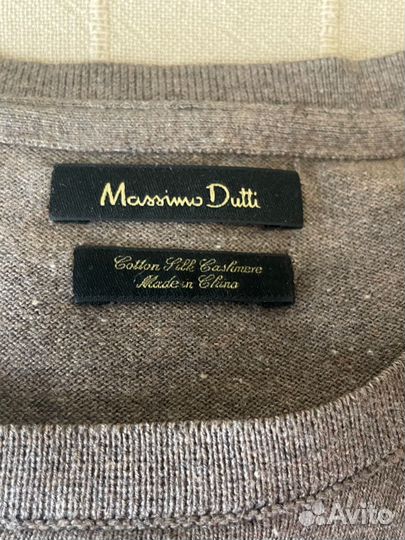 Massimo Dutti
Cotton Silk Cashmere
Made in China
Avito